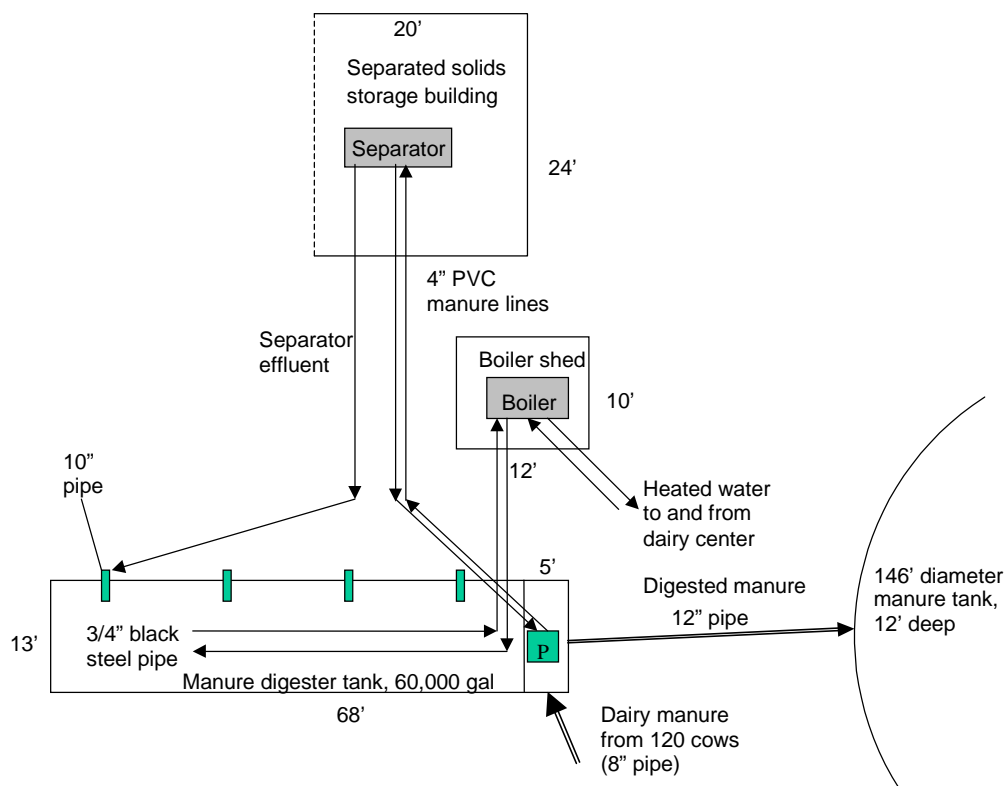 20’
Separated solids
storage building
Separator
24’
4” PVC
manure lines
Separator
effluent
Boiler shed
Boiler
10’
12’
10”
pipe
Heated water
to and from
dairy center
5’
Digested manure
12” pipe
146’ diameter
manure tank,
12’ deep
13’
3/4” black
steel pipe
P
Manure digester tank, 60,000 gal
68’
Dairy manure
from 120 cows
(8” pipe)